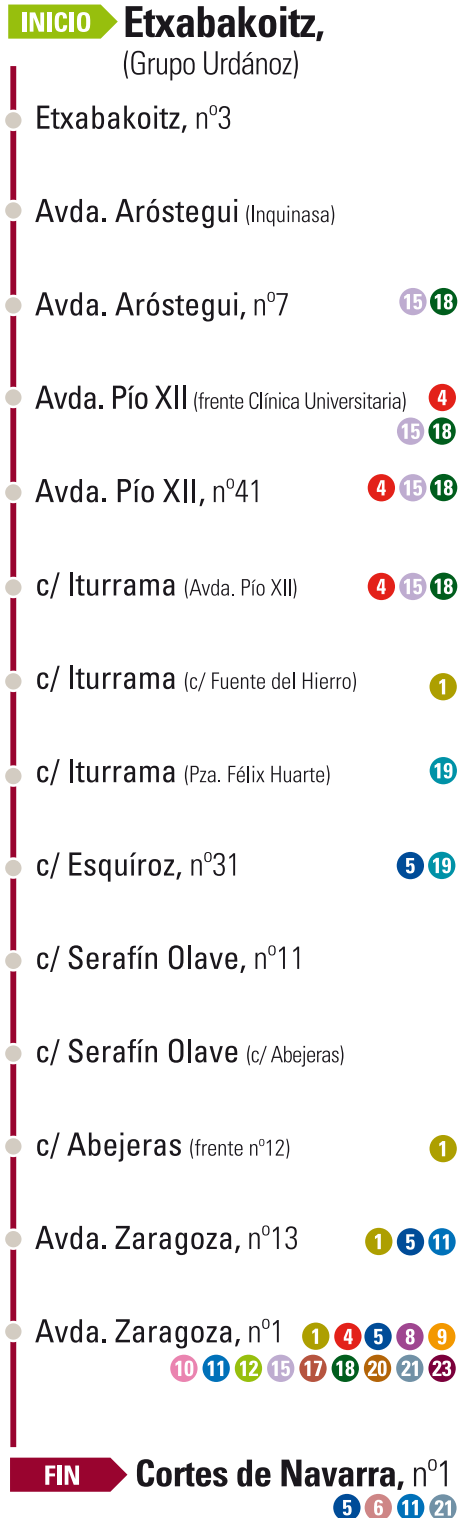 INICIO Etxabakoitz,
(Grupo Urdánoz)
Etxabakoitz, nº3
Avda. Aróstegui (Inquinasa)
Avda. Aróstegui, nº7 15 18
Avda. Pío XII (frente Clínica Universitaria) 4
15 18
Avda. Pío XII, nº41 4 15 18
c/ Iturrama (Avda. Pío XII) 4 15 18
c/ Iturrama (c/ Fuente del Hierro) 1
c/ Iturrama (Pza. Félix Huarte) 19
c/ Esquíroz, nº31 5 19
c/ Serafín Olave, nº11
c/ Serafín Olave (c/ Abejeras)
c/ Abejeras (frente nº12) 1
Avda. Zaragoza, nº13 1 5 11
Avda. Zaragoza, nº1 1 4 5 8 9
10 11 12 15 17 18 20 21 23
FIN Cortes de Navarra, nº1
5 6 11 21